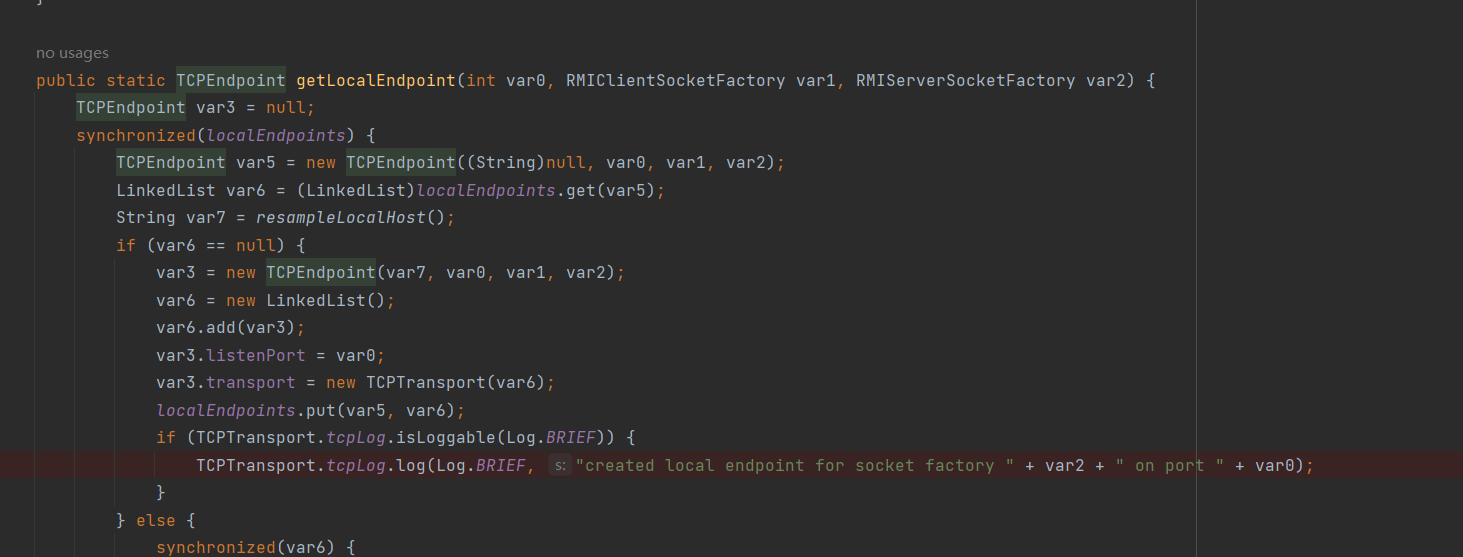 }
no usages
public static TCPEndpoint getLocalEndpoint(int var0, RMIClientSocketFactory var1, RMIServerSocketFactory var2) {
TCPEndpoint var3 = null;
synchronized(localEndpoints) {
TCPEndpoint var5 = new TCPEndpoint((String)null, var0, var1, var2);
LinkedList var6 = (LinkedList)localEndpoints.get(var5);
String var7 = resampleLocalHost();
if (var6 == null) {
var3 = new TCPEndpoint(var7, var0, var1, var2);
var6 = new LinkedList();
var6.add(var3);
var3.listenPort = var0;
var3.transport = new TCPTransport(var6);
localEndpoints.put(var5, var6);
if (TCPTransport.tcpLog.isLoggable(Log.BRIEF)) {
TCPTransport.tcpLog.log(Log.BRIEF, s: "created local endpoint for socket factory " + var2 + " on port " + var0);
}
} else {
synchronized(var6) {